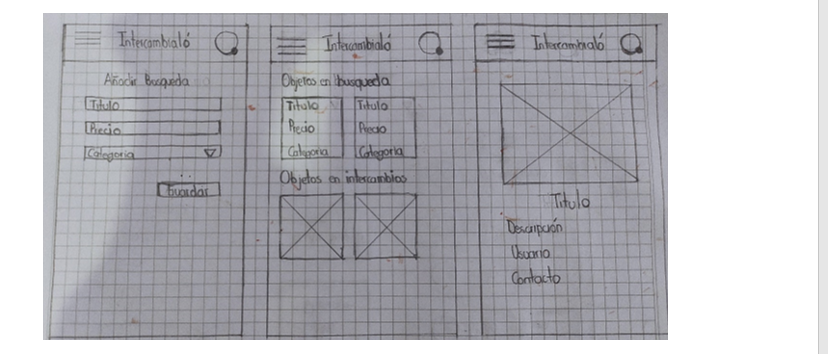 Intercambialó
Añadir Busqueda
Titulo
Precio
Categoria
Guardar
Intercambialó
Objetos en busqueda
Titulo Titulo
Precio Precio
Categoria Categoria
Objetos en intercambios
Intercambialó
Titulo
Descripción
Usuario
Contacto